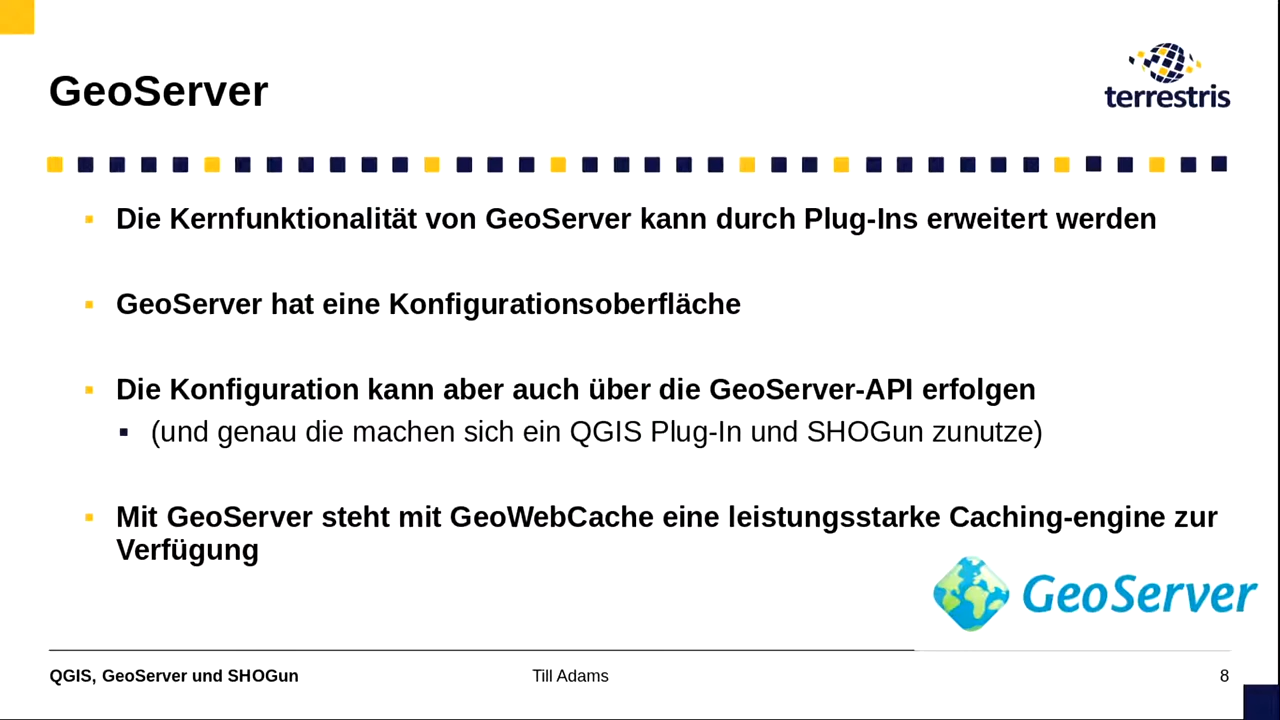 GeoServer
terrestris
Die Kernfunktionalität von GeoServer kann durch Plug-Ins erweitert werden
GeoServer hat eine Konfigurationsoberfläche
Die Konfiguration kann aber auch über die GeoServer-API erfolgen
(und genau die machen sich ein QGIS Plug-In und SHOGun zunutze)
Mit GeoServer steht mit GeoWebCache eine leistungsstarke Caching-engine zur
Verfügung
GeoServer
QGIS, GeoServer und SHOGun
Till Adams
8